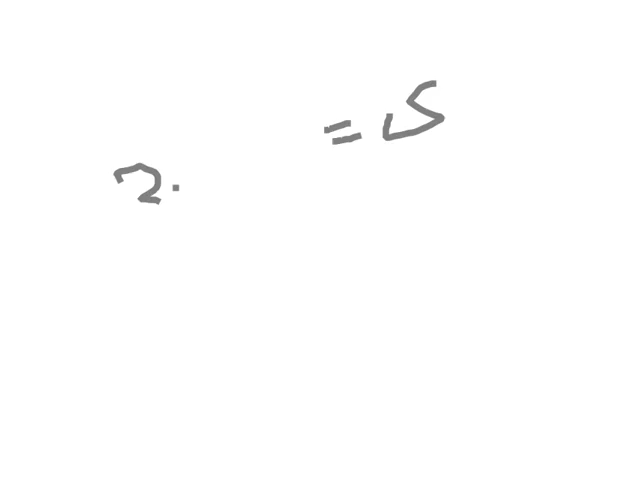 = ی
2.